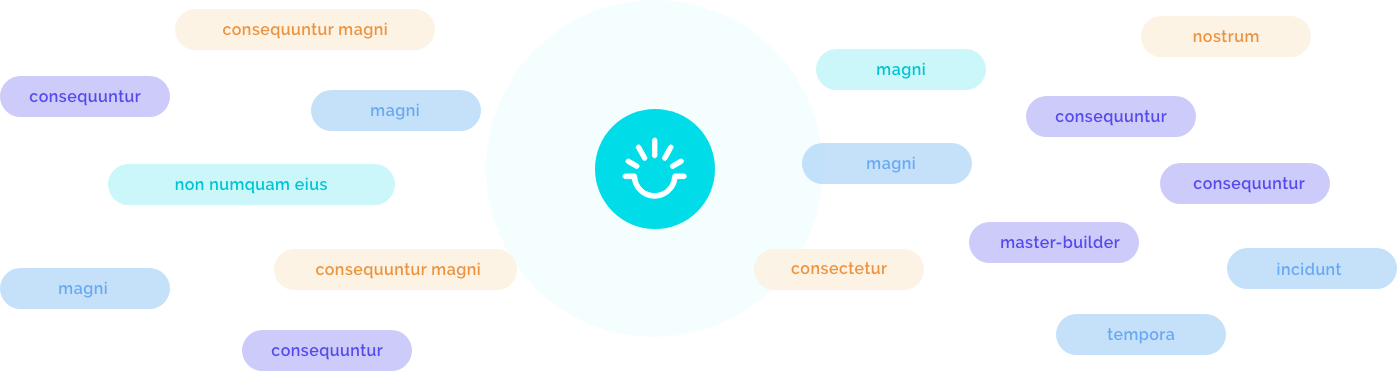 consequuntur magni
nostrum
magni
consequuntur
magni
consequuntur
magni
non numquam eius
consequuntur
master-builder
consequuntur magni
consectetur
incidunt
magni
tempora
consequuntur